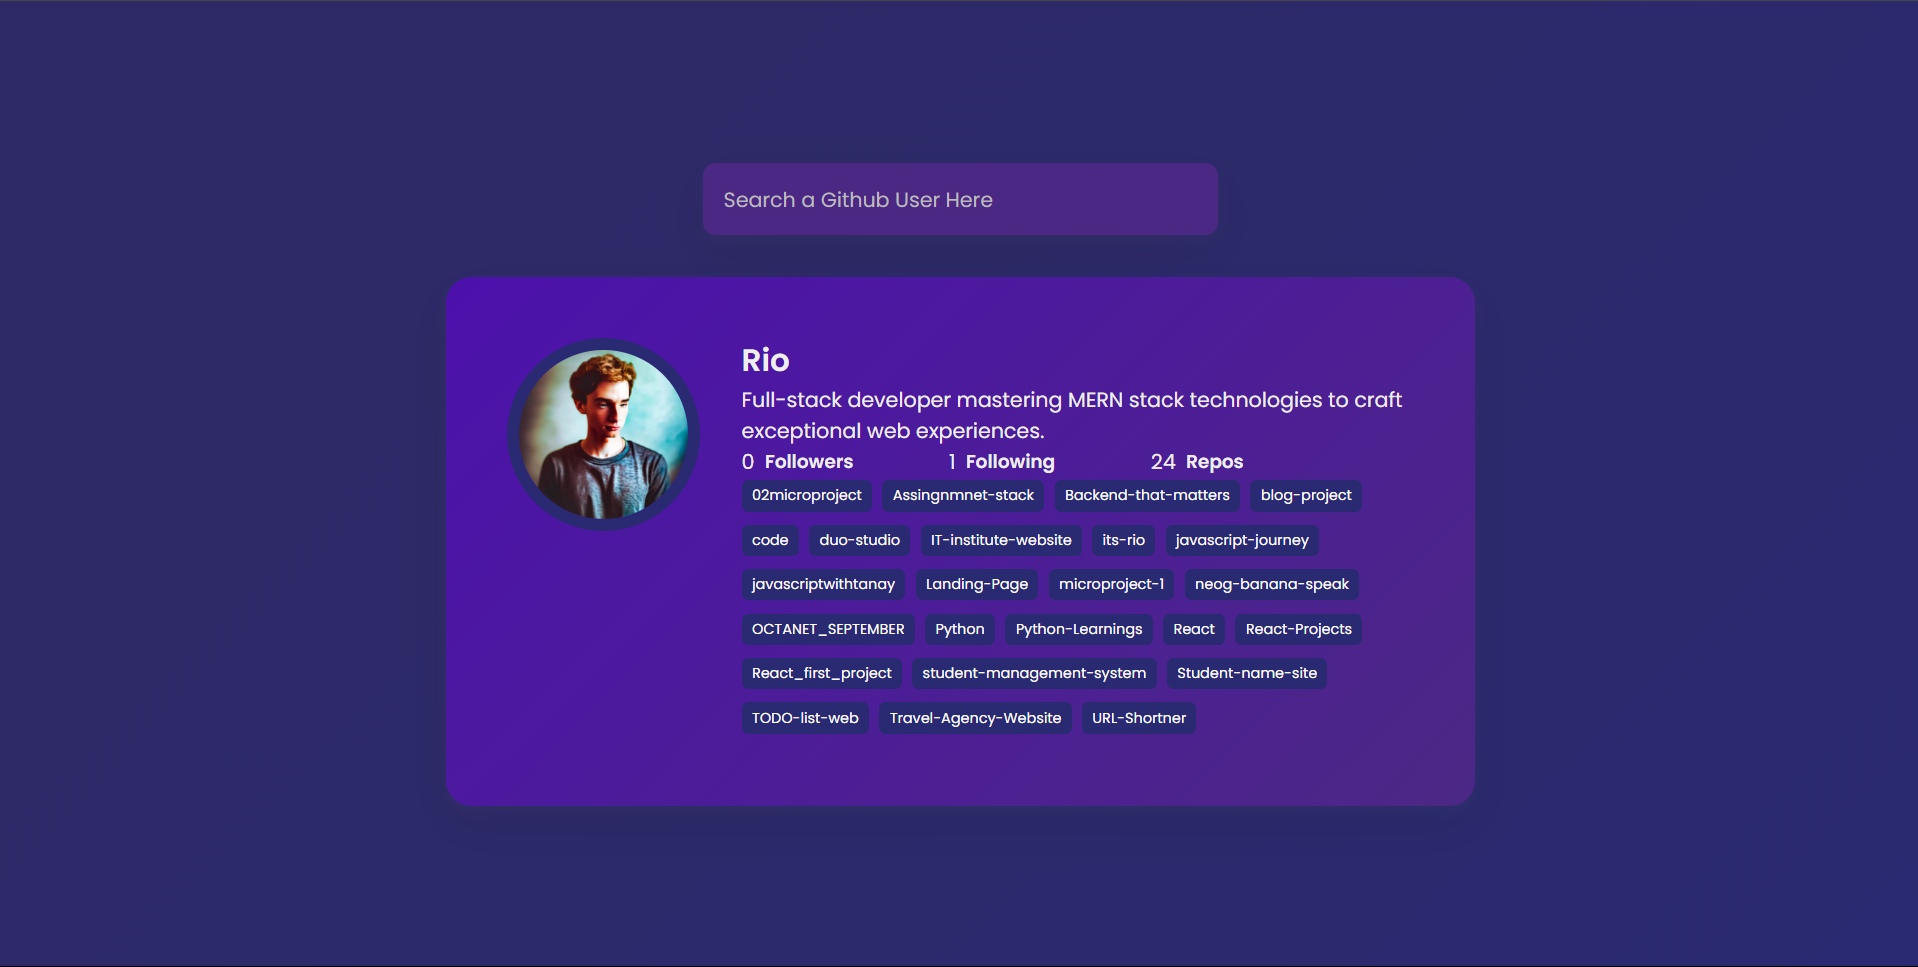 Search a Github User Here
Rio
Full-stack developer mastering MERN stack technologies to craft
exceptional web experiences.
0 Followers 1 Following 24 Repos
02microproject Assingnmnet-stack Backend-that-matters blog-project
code duo-studio IT-institute-website its-rio javascript-journey
javascriptwithtanay Landing-Page microproject-1 neog-banana-speak
OCTANET_SEPTEMBER Python Python-Learnings React React-Projects
React_first_project student-management-system Student-name-site
TODO-list-web Travel-Agency-Website URL-Shortner